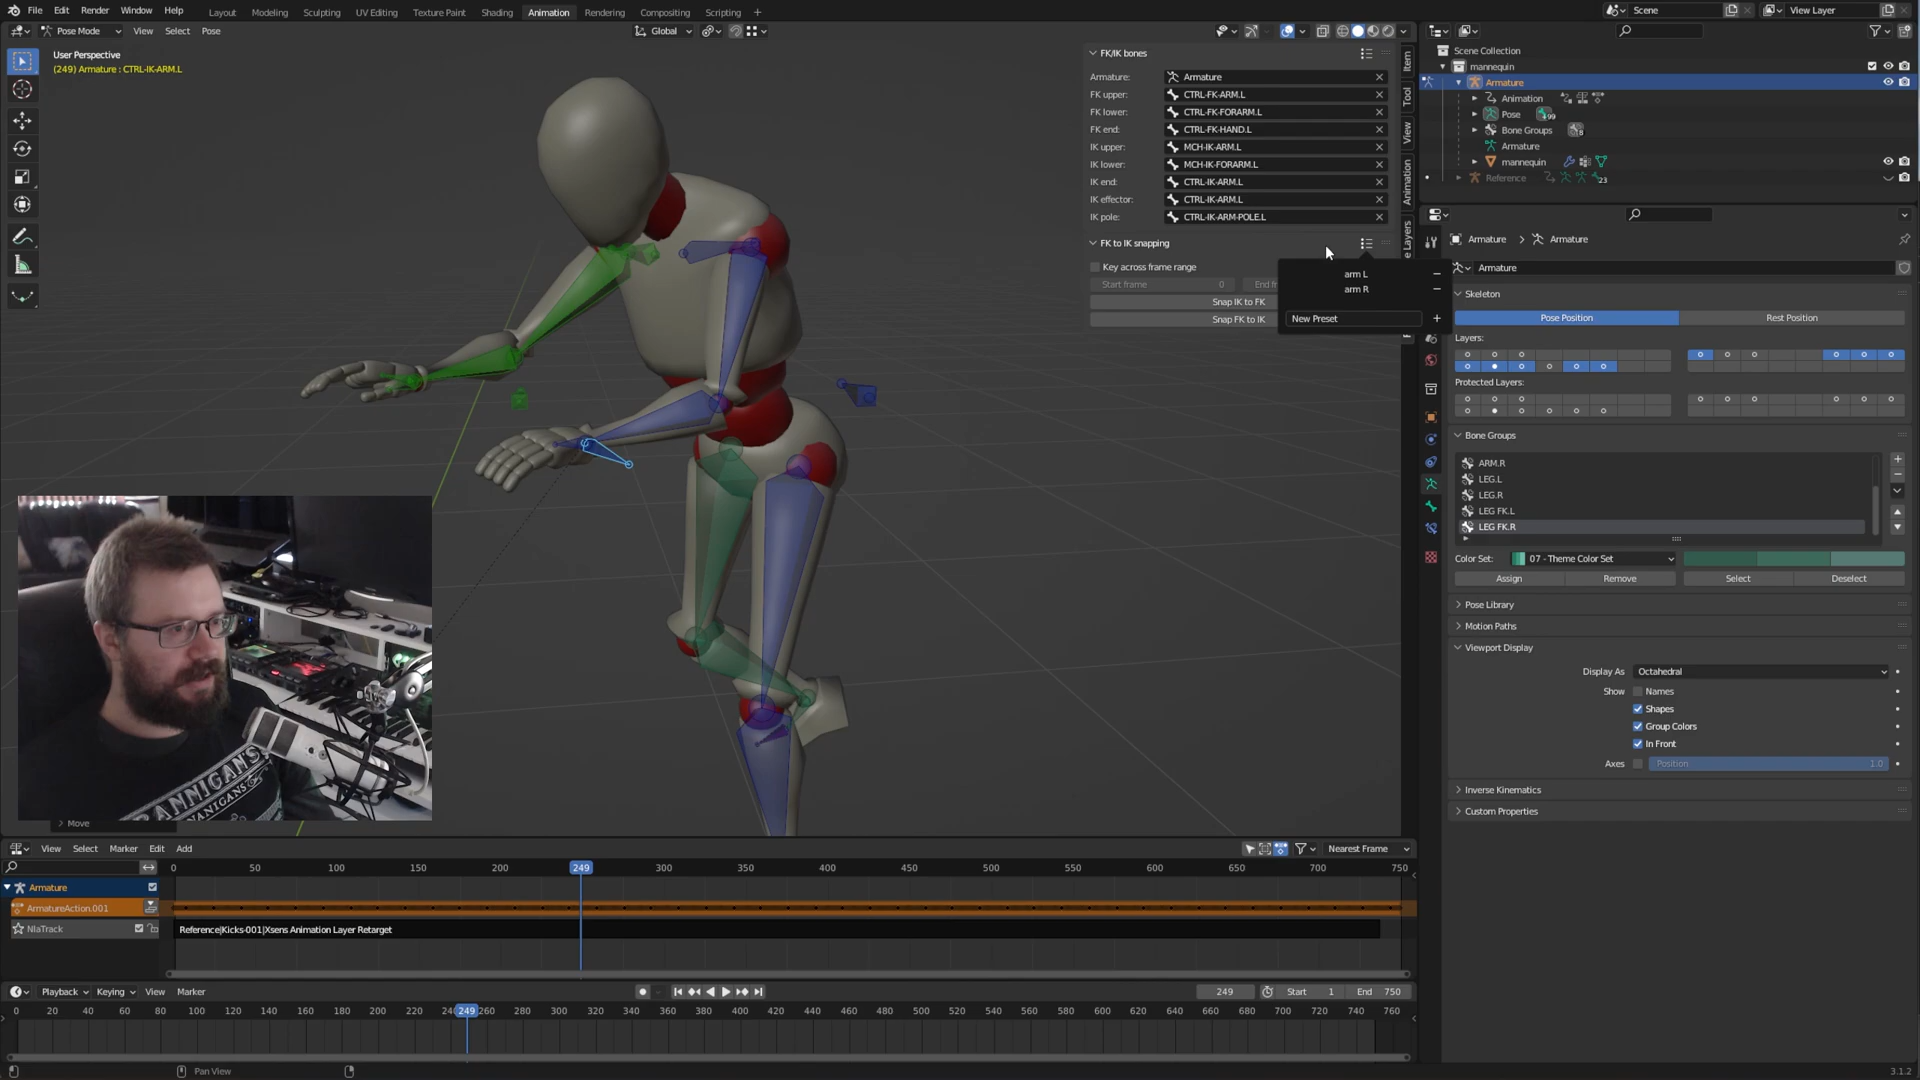 File Edit Render Window Help Layout Modeling Sculpting UV Editing Texture Paint Shading Animation Rendering Compositing Scripting + Scene View Layer
Pose Mode View Select Pose Global
User Perspective
(249) Armature : CTRL-IK-ARM.L
FK/IK bones
Armature: Armature
FK upper: CTRL-FK-ARM.L
FK lower: CTRL-FK-FORARM.L
FK end: CTRL-FK-HAND.L
IK upper: MCH-IK-ARM.L
IK lower: MCH-IK-FORARM.L
IK end: CTRL-IK-ARM.L
IK effector: CTRL-IK-ARM.L
IK pole: CTRL-IK-ARM-POLE.L
FK to IK snapping
Key across frame range
Start frame 0 End fr
Snap IK to FK
Snap FK to IK
arm L
arm R
New Preset
Item
Tool
View
Animation
e Layers
Scene Collection
mannequin
Armature
Animation
Pose 99
Bone Groups 8
Armature
mannequin
Reference 23
Armature Armature
Armature
Skeleton
Pose Position Rest Position
Layers:
Protected Layers:
Bone Groups
ARM.R
LEG.L
LEG.R
LEG FK.L
LEG FK.R
Color Set: 07 - Theme Color Set
Assign Remove Select Deselect
Pose Library
Motion Paths
Viewport Display
Display As Octahedral
Show Names
Shapes
Group Colors
In Front
Axes Position 1.0
Inverse Kinematics
Custom Properties
Move
View Select Marker Edit Add Nearest Frame
0 50 100 150 200 249 300 350 400 450 500 550 600 650 700 750
Armature
ArmatureAction.001
NlaTrack Reference|Kicks-001|Xsens Animation Layer Retarget
Playback Keying View Marker 249 Start 1 End 750
0 20 40 60 80 100 120 140 160 180 200 220 249 260 280 300 320 340 360 380 400 420 440 460 480 500 520 540 560 580 600 620 640 660 680 700 720 740 760
Pan View 3.1.2